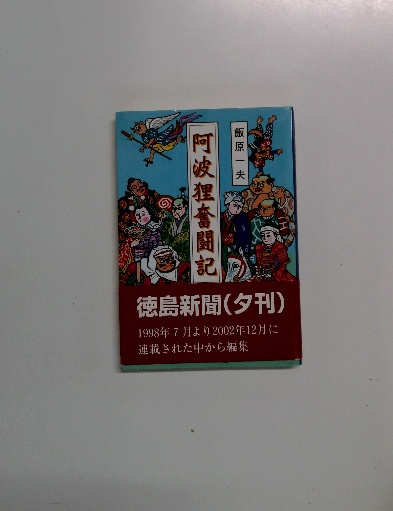 飯原一夫
阿波狸奮闘記
徳島新聞(夕刊)
1998年7月より2002年12月に
連載された中から編集